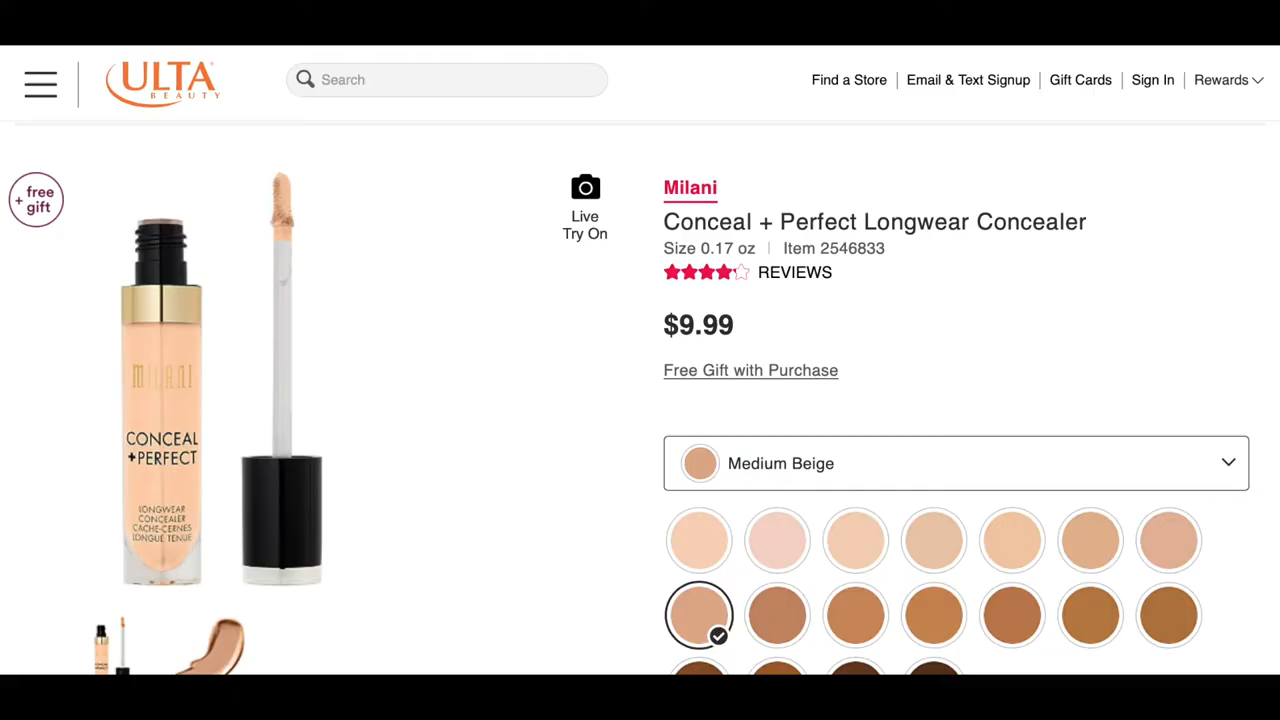 ULTA
BEAUTY
Search
Find a Store
Email & Text Signup
Gift Cards
Sign In
Rewards
+ free
gift
Live
Try On
MILANI
CONCEAL
+PERFECT
LONGWEAR
CONCEALER
CACHE-CERNES
LONGUE TENUE
Milani
Conceal + Perfect Longwear Concealer
Size 0.17 oz | Item 2546833
REVIEWS
$9.99
Free Gift with Purchase
Medium Beige